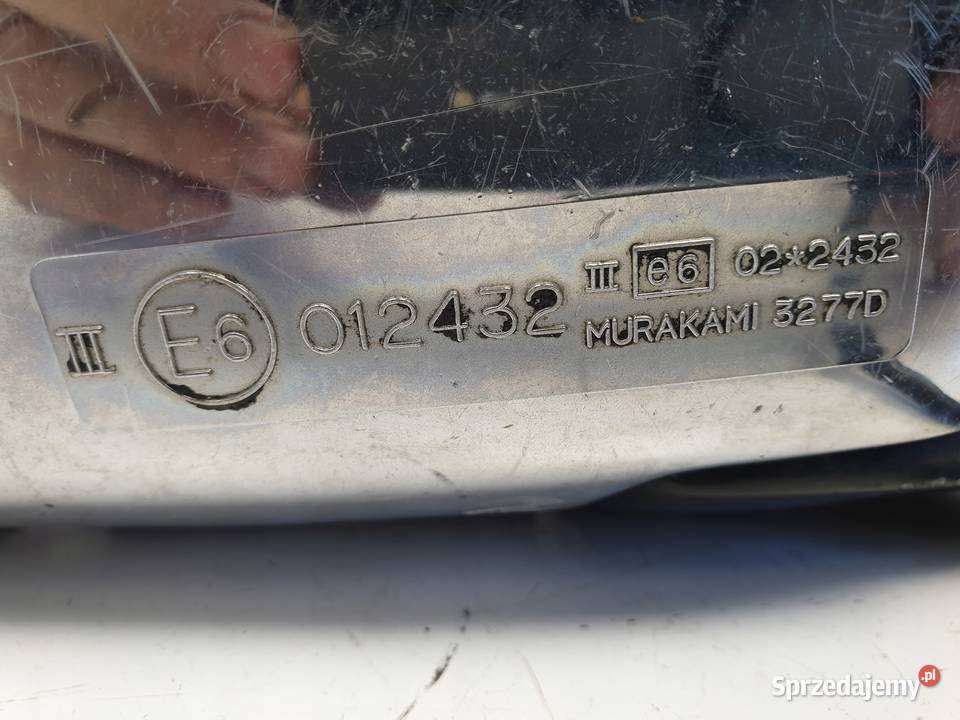 III E6 012432
III e6 02*2432
MURAKAMI 3277D
Sprzedajemy.pl